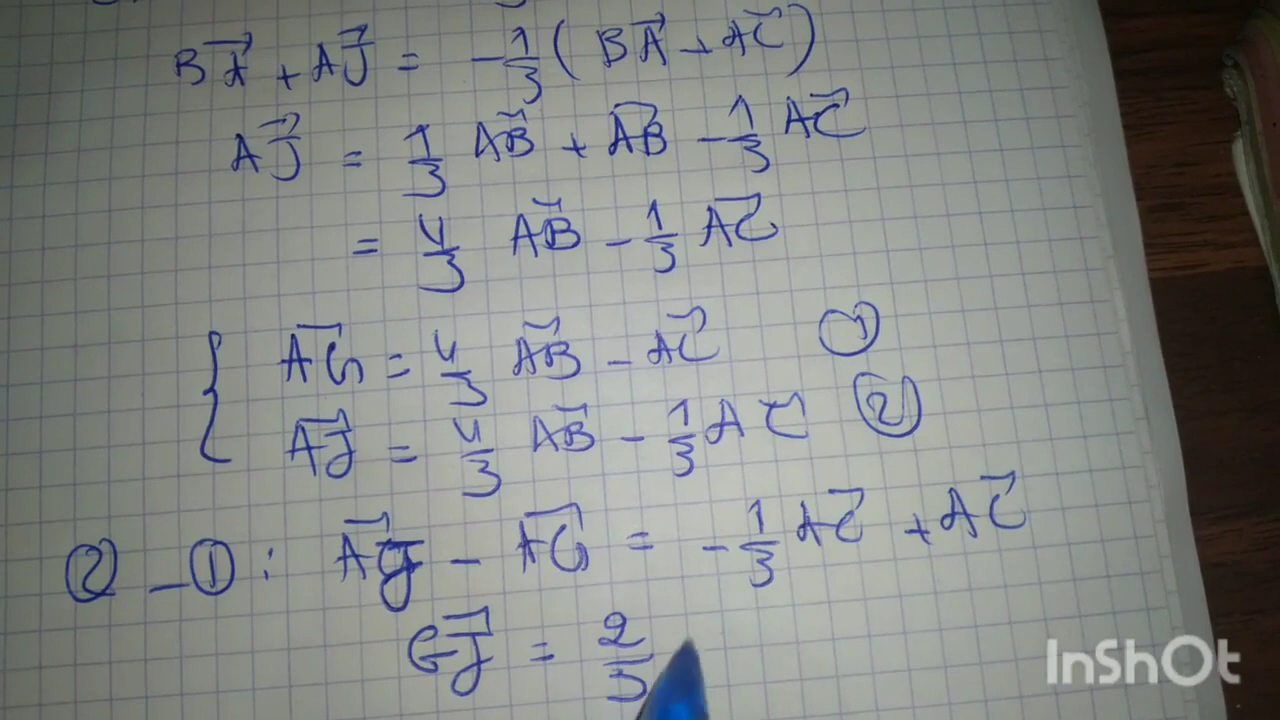 BA⃗ + AJ⃗ = -1/3 ( BA⃗ + AC⃗ )
AJ⃗ = 1/3 AB⃗ + AB⃗ - 1/3 AC⃗
= 4/3 AB⃗ - 1/3 AC⃗
{ AG⃗ = 4/3 AB⃗ - AC⃗ ①
AJ⃗ = 4/3 AB⃗ - 1/3 AC⃗ ②
② - ① : AJ⃗ - AG⃗ = - 1/3 AC⃗ + AC⃗
GJ⃗ = 2/3
InShOt